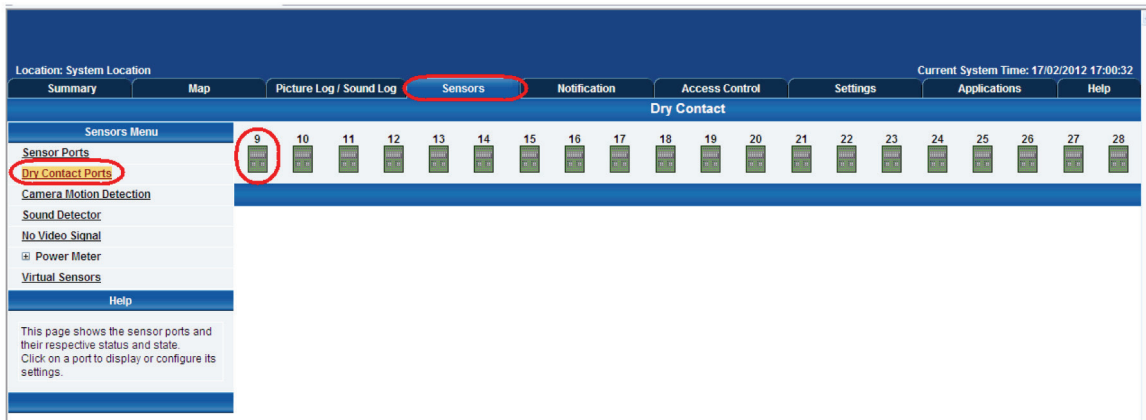 Location: System Location
Current System Time: 17/02/2012 17:00:32
Summary Map Picture Log / Sound Log Sensors Notification Access Control Settings Applications Help
Dry Contact
Sensors Menu
Sensor Ports
Dry Contact Ports
Camera Motion Detection
Sound Detector
No Video Signal
Power Meter
Virtual Sensors
Help
This page shows the sensor ports and
their respective status and state.
Click on a port to display or configure its
settings.
9 10 11 12 13 14 15 16 17 18 19 20 21 22 23 24 25 26 27 28